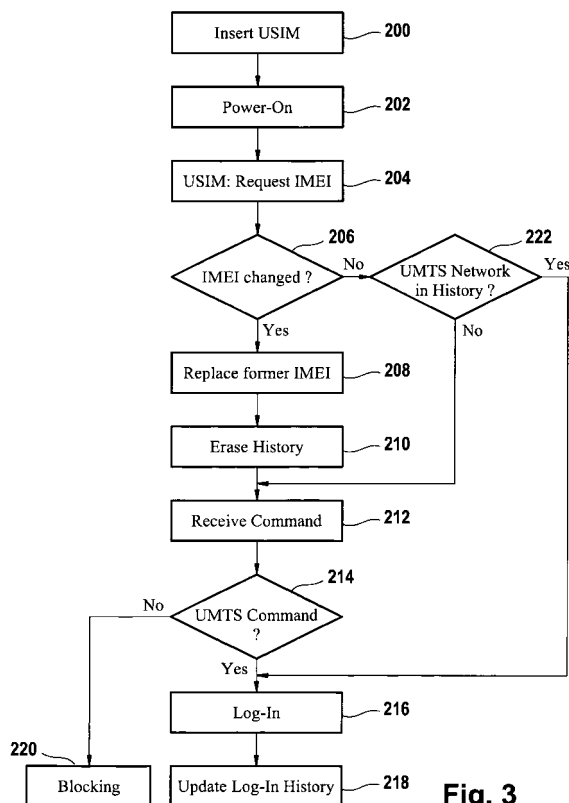 Insert USIM
200
Power-On
202
USIM: Request IMEI
204
206
222
IMEI changed ?
No
UMTS Network
in History ?
Yes
Yes
No
Replace former IMEI
208
Erase History
210
Receive Command
212
214
No
UMTS Command
?
Yes
Log-In
216
220
Blocking
Update Log-In History
218
Fig. 3